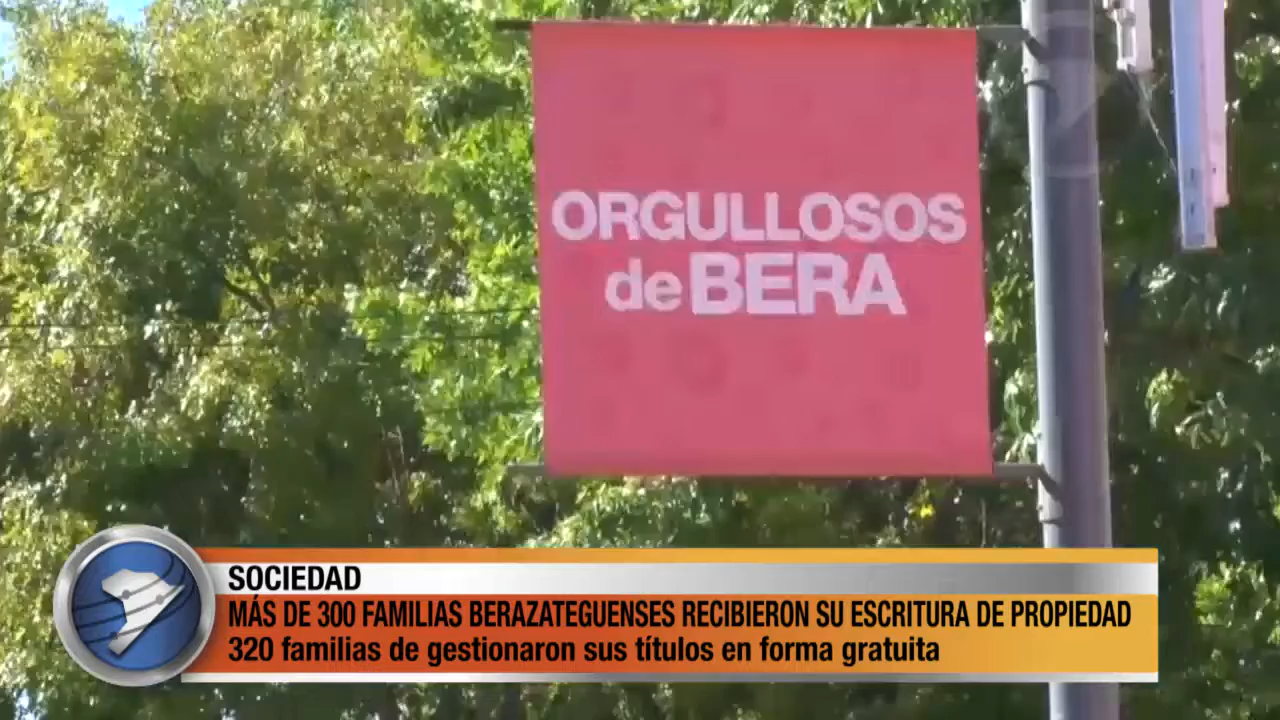 ORGULLOSOS
de BERA
SOCIEDAD
MÁS DE 300 FAMILIAS BERAZATEGUENSES RECIBIERON SU ESCRITURA DE PROPIEDAD
320 familias de gestionaron sus títulos en forma gratuita